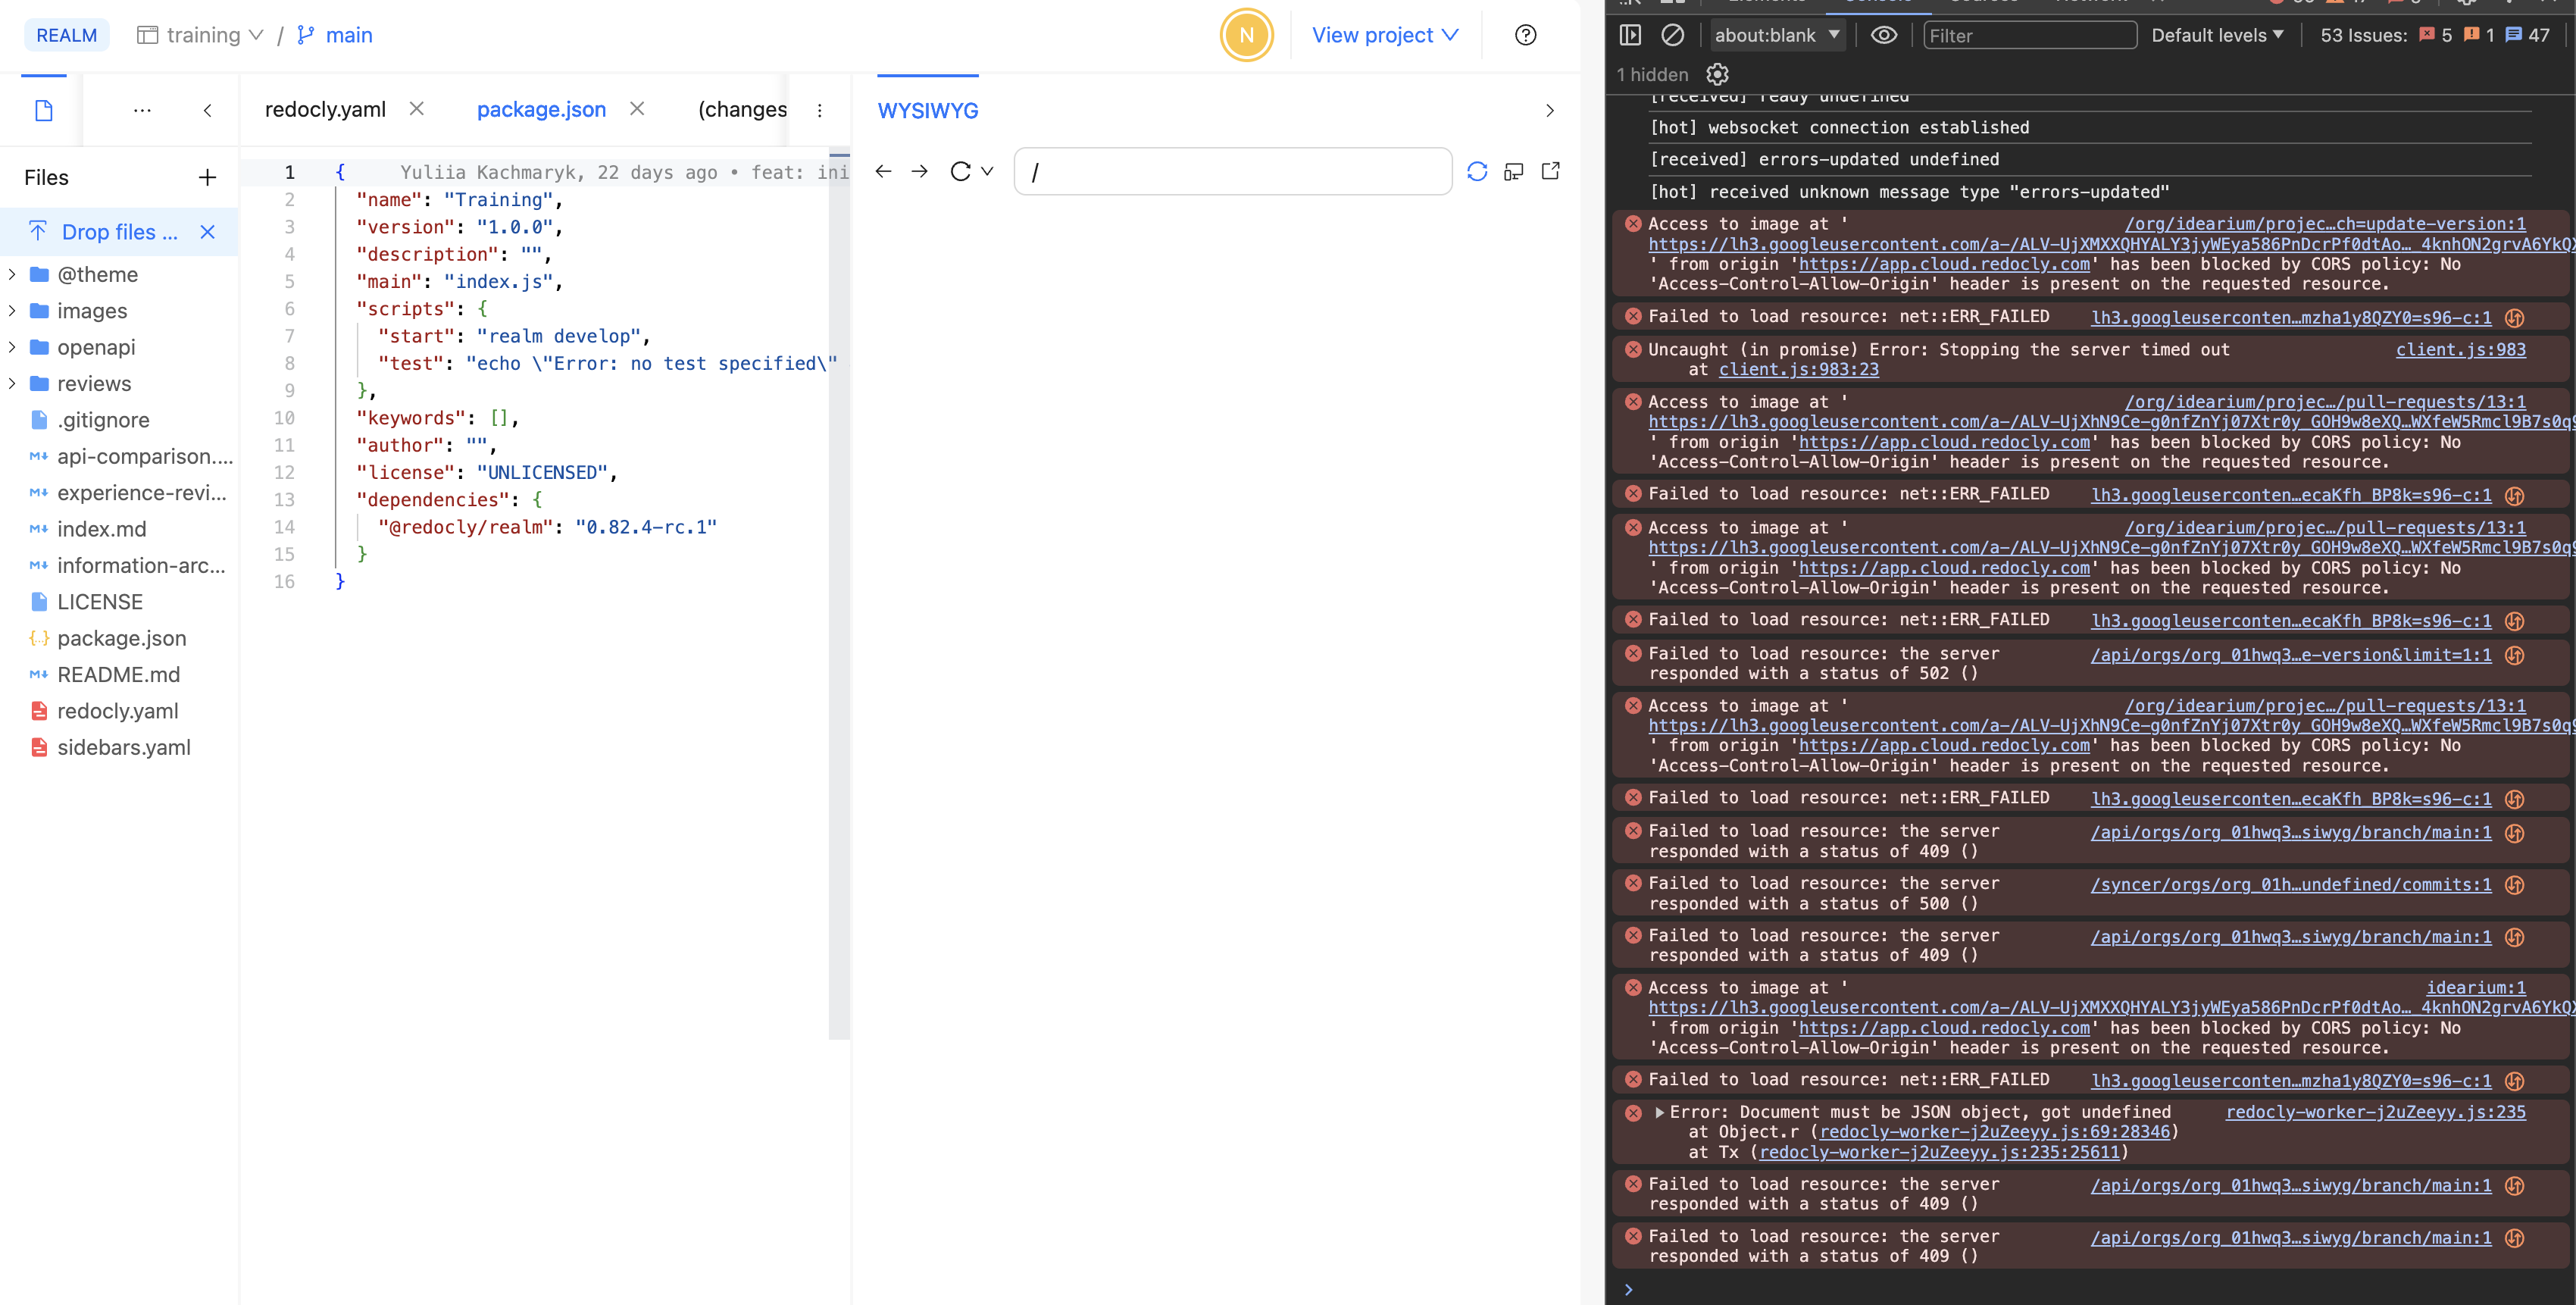 REALM
training / main
N
View project
Files
Drop files ...
@theme
images
openapi
reviews
.gitignore
api-comparison....
experience-revi...
index.md
information-arc...
LICENSE
package.json
README.md
redocly.yaml
sidebars.yaml
redocly.yaml
package.json
(changes
1 { Yuliia Kachmaryk, 22 days ago • feat: ini
2 "name": "Training",
3 "version": "1.0.0",
4 "description": "",
5 "main": "index.js",
6 "scripts": {
7 "start": "realm develop",
8 "test": "echo \"Error: no test specified\"
9 },
10 "keywords": [],
11 "author": "",
12 "license": "UNLICENSED",
13 "dependencies": {
14 "@redocly/realm": "0.82.4-rc.1"
15 }
16 }
WYSIWYG
/
about:blank
Filter
Default levels
53 Issues: 5 1 47
1 hidden
[received] ready undefined
[hot] websocket connection established
[received] errors-updated undefined
[hot] received unknown message type "errors-updated"
Access to image at ' /org/idearium/projec…ch=update-version:1
https://lh3.googleusercontent.com/a-/ALV-UjXMXXQHYALY3jyWEya586PnDcrPf0dtAo… 4knhON2grvA6YkQX
' from origin 'https://app.cloud.redocly.com' has been blocked by CORS policy: No
'Access-Control-Allow-Origin' header is present on the requested resource.
Failed to load resource: net::ERR_FAILED lh3.googleuserconten…mzha1y8QZY0=s96-c:1
Uncaught (in promise) Error: Stopping the server timed out client.js:983
at client.js:983:23
Access to image at ' /org/idearium/projec…/pull-requests/13:1
https://lh3.googleusercontent.com/a-/ALV-UjXhN9Ce-g0nfZnYj07Xtr0y_GOH9w8eXQ…WXfeW5Rmcl9B7s0q9
' from origin 'https://app.cloud.redocly.com' has been blocked by CORS policy: No
'Access-Control-Allow-Origin' header is present on the requested resource.
Failed to load resource: net::ERR_FAILED lh3.googleuserconten…ecaKfh_BP8k=s96-c:1
Access to image at ' /org/idearium/projec…/pull-requests/13:1
https://lh3.googleusercontent.com/a-/ALV-UjXhN9Ce-g0nfZnYj07Xtr0y_GOH9w8eXQ…WXfeW5Rmcl9B7s0q9
' from origin 'https://app.cloud.redocly.com' has been blocked by CORS policy: No
'Access-Control-Allow-Origin' header is present on the requested resource.
Failed to load resource: net::ERR_FAILED lh3.googleuserconten…ecaKfh_BP8k=s96-c:1
Failed to load resource: the server /api/orgs/org_01hwq3…e-version&limit=1:1
responded with a status of 502 ()
Access to image at ' /org/idearium/projec…/pull-requests/13:1
https://lh3.googleusercontent.com/a-/ALV-UjXhN9Ce-g0nfZnYj07Xtr0y_GOH9w8eXQ…WXfeW5Rmcl9B7s0q9
' from origin 'https://app.cloud.redocly.com' has been blocked by CORS policy: No
'Access-Control-Allow-Origin' header is present on the requested resource.
Failed to load resource: net::ERR_FAILED lh3.googleuserconten…ecaKfh_BP8k=s96-c:1
Failed to load resource: the server /api/orgs/org_01hwq3…siwyg/branch/main:1
responded with a status of 409 ()
Failed to load resource: the server /syncer/orgs/org_01h…undefined/commits:1
responded with a status of 500 ()
Failed to load resource: the server /api/orgs/org_01hwq3…siwyg/branch/main:1
responded with a status of 409 ()
Access to image at ' idearium:1
https://lh3.googleusercontent.com/a-/ALV-UjXMXXQHYALY3jyWEya586PnDcrPf0dtAo… 4knhON2grvA6YkQX
' from origin 'https://app.cloud.redocly.com' has been blocked by CORS policy: No
'Access-Control-Allow-Origin' header is present on the requested resource.
Failed to load resource: net::ERR_FAILED lh3.googleuserconten…mzha1y8QZY0=s96-c:1
Error: Document must be JSON object, got undefined redocly-worker-j2uZeeyy.js:235
at Object.r (redocly-worker-j2uZeeyy.js:69:28346)
at Tx (redocly-worker-j2uZeeyy.js:235:25611)
Failed to load resource: the server /api/orgs/org_01hwq3…siwyg/branch/main:1
responded with a status of 409 ()
Failed to load resource: the server /api/orgs/org_01hwq3…siwyg/branch/main:1
responded with a status of 409 ()